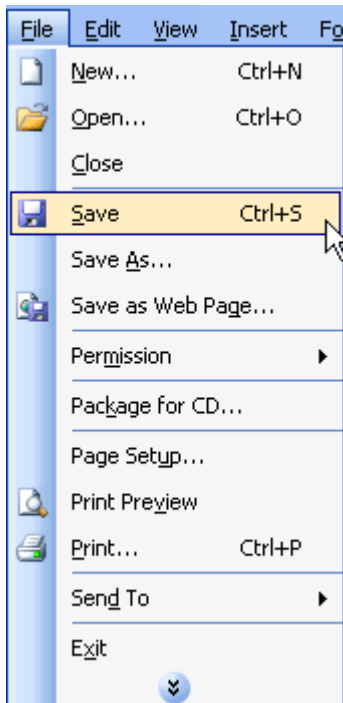 File Edit View Insert Fo
New... Ctrl+N
Open... Ctrl+O
Close
Save Ctrl+S
Save As...
Save as Web Page...
Permission
Package for CD...
Page Setup...
Print Preview
Print... Ctrl+P
Send To
Exit